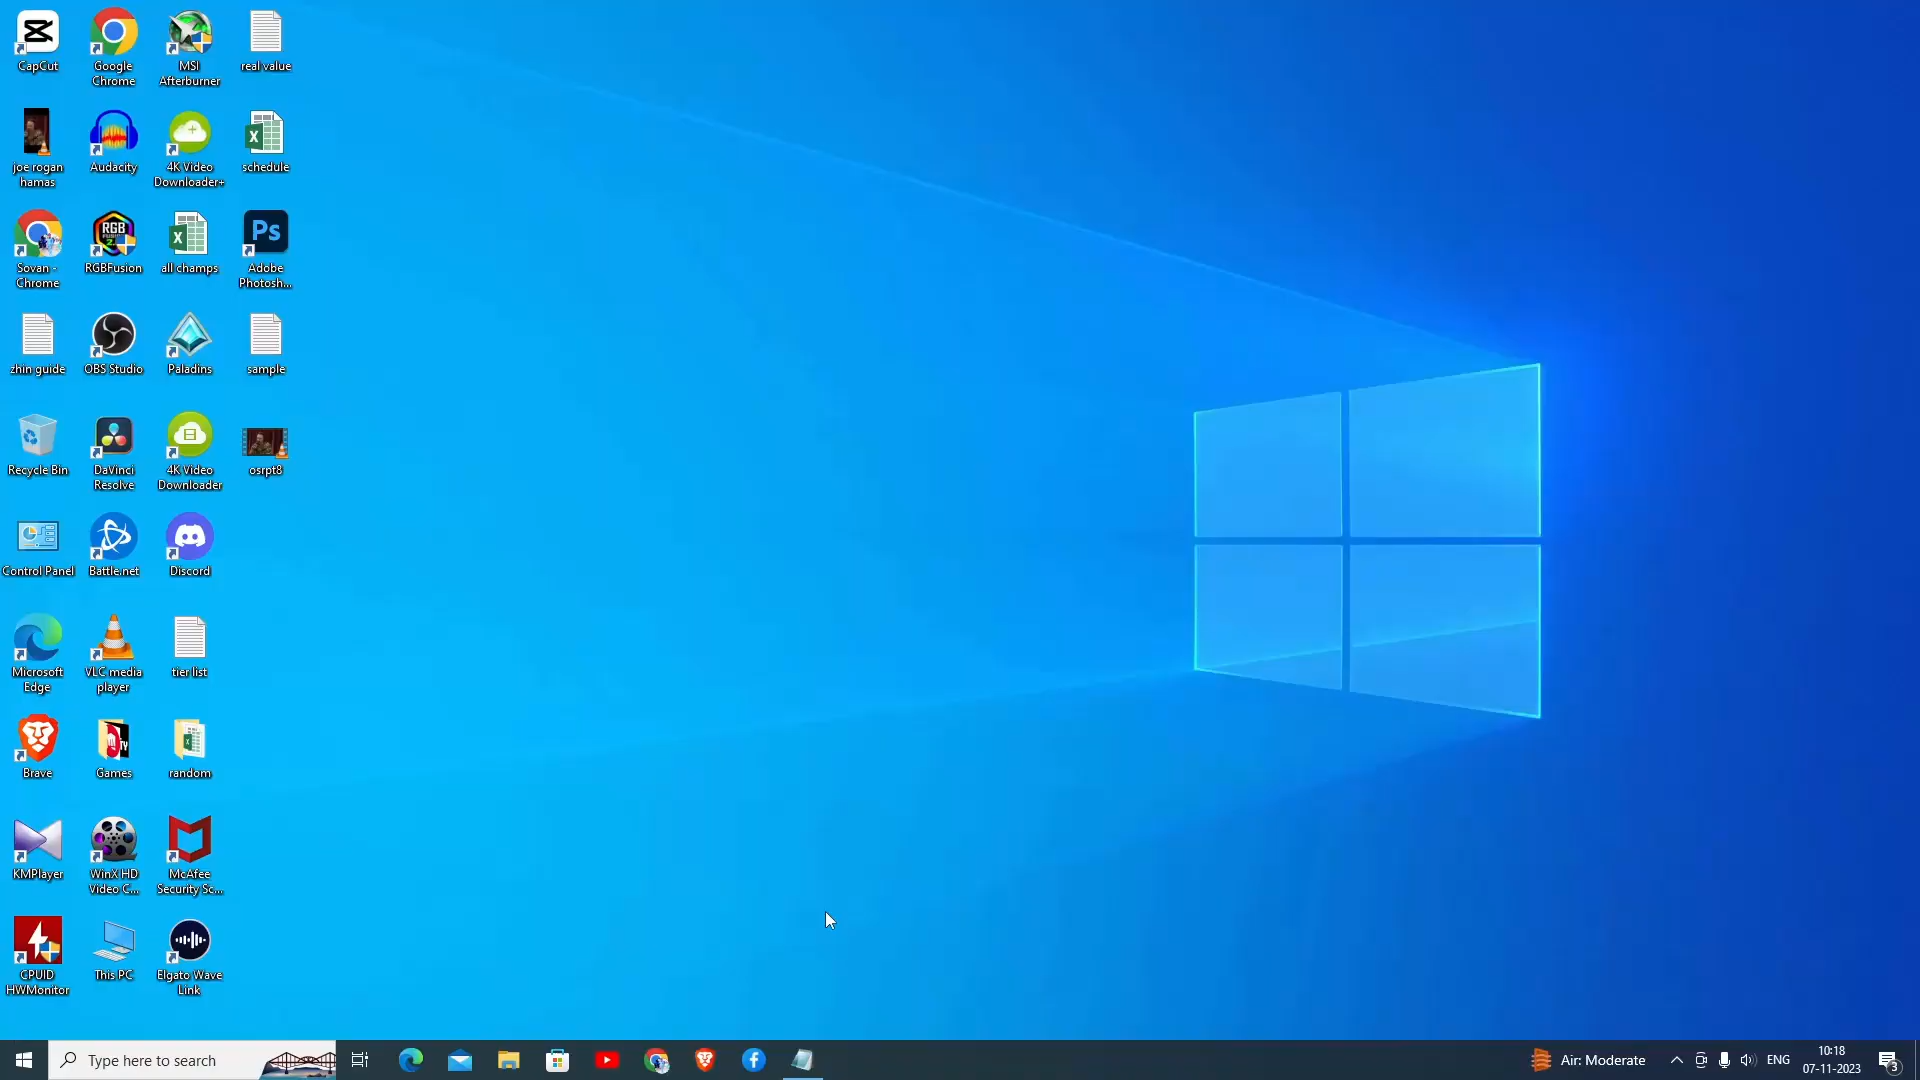 CapCut
Google
Chrome
MSI
Afterburner
real value
joe rogan
hamas
Audacity
4K Video
Downloader+
schedule
Sovan -
Chrome
RGB
RGBFusion
all champs
Ps
Adobe
Photosh...
zhin guide
OBS Studio
Paladins
sample
Recycle Bin
DaVinci
Resolve
4K Video
Downloader
osrpt8
Control Panel
Battle.net
Discord
Microsoft
Edge
VLC media
player
tier list
Brave
Games
random
KMPlayer
WinX HD
Video C...
McAfee
Security Sc...
CPUID
HWMonitor
This PC
Elgato Wave
Link
Type here to search
Air: Moderate
ENG
10:18
07-11-2023
3